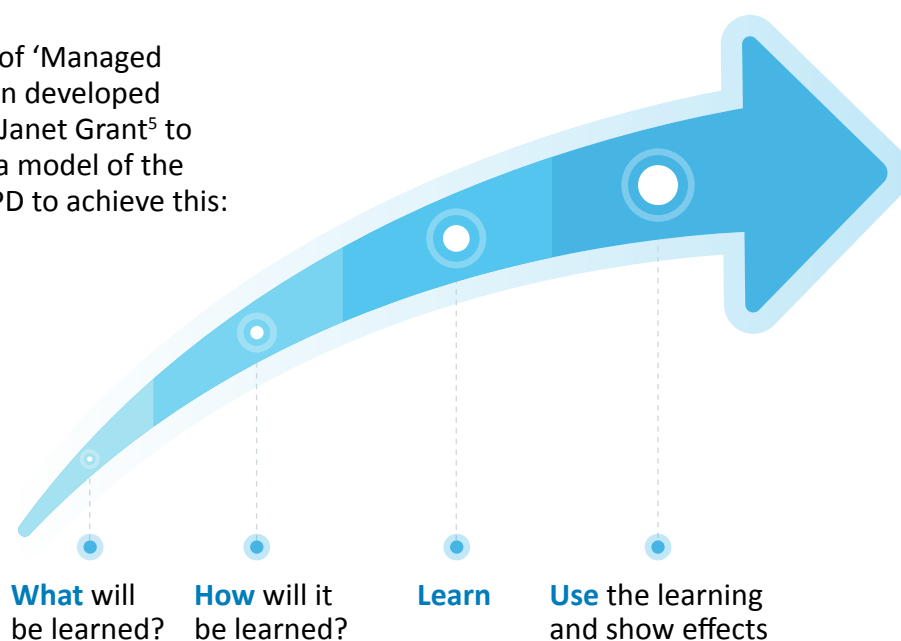 of ‘Managed
n developed
Janet Grant⁵ to
a model of the
PD to achieve this:
What will
be learned?
How will it
be learned?
Learn
Use the learning
and show effects